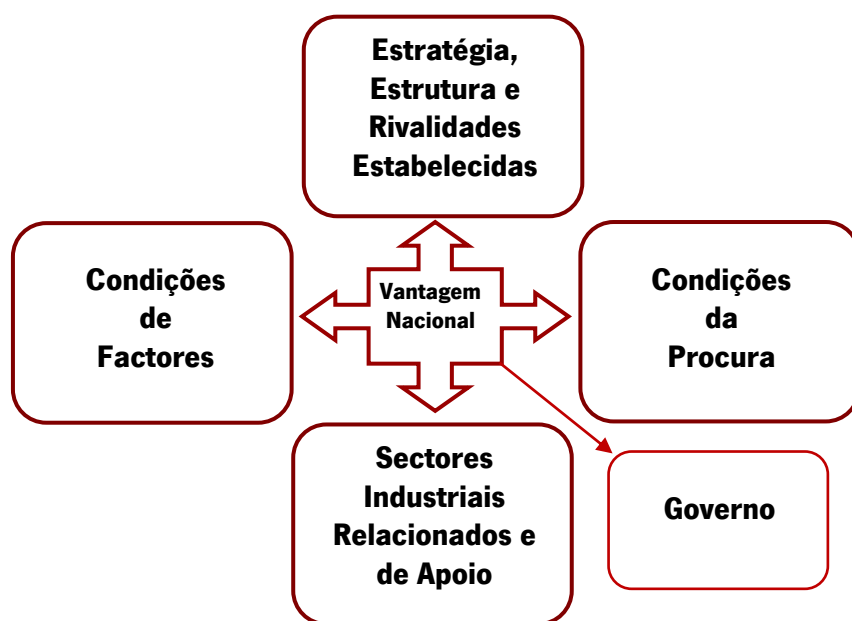 Estratégia,
Estrutura e
Rivalidades
Estabelecidas
Condições
de
Factores
Vantagem
Nacional
Condições
da
Procura
Sectores
Industriais
Relacionados e
de Apoio
Governo